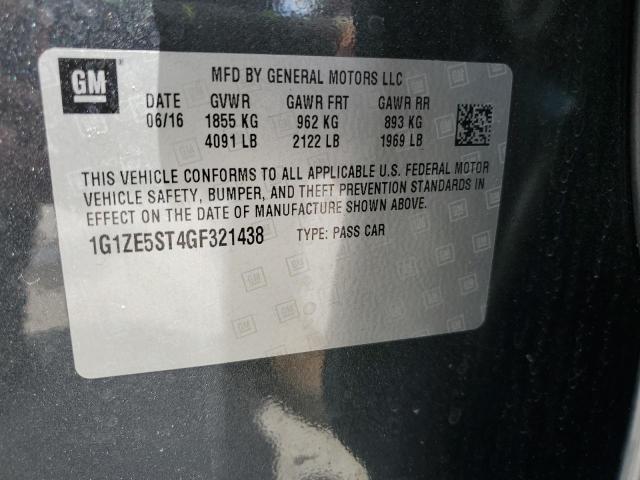 GM ®
MFD BY GENERAL MOTORS LLC
DATE GVWR GAWR FRT GAWR RR
06/16 1855 KG 962 KG 893 KG
4091 LB 2122 LB 1969 LB
THIS VEHICLE CONFORMS TO ALL APPLICABLE U.S. FEDERAL MOTOR
VEHICLE SAFETY, BUMPER, AND THEFT PREVENTION STANDARDS IN
EFFECT ON THE DATE OF MANUFACTURE SHOWN ABOVE.
1G1ZE5ST4GF321438 TYPE: PASS CAR